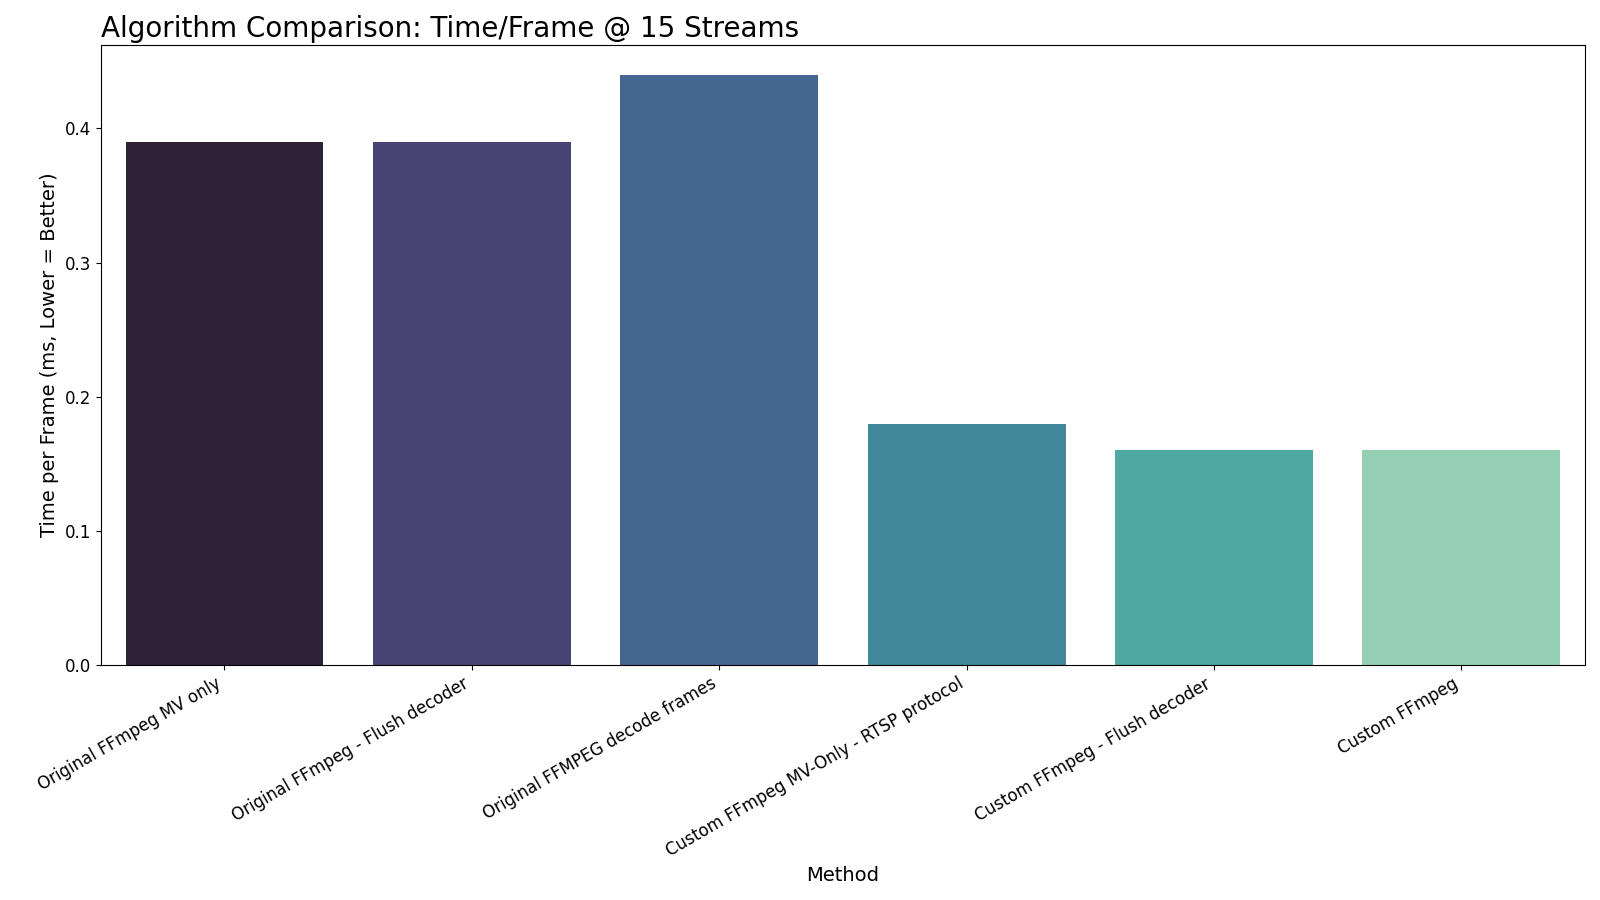 Algorithm Comparison: Time/Frame @ 15 Streams
Time per Frame (ms, Lower = Better)
0.4
0.3
0.2
0.1
0.0
Original FFmpeg MV only
Original FFmpeg - Flush decoder
Original FFMPEG decode frames
Custom FFmpeg MV-Only - RTSP protocol
Custom FFmpeg - Flush decoder
Custom FFmpeg
Method